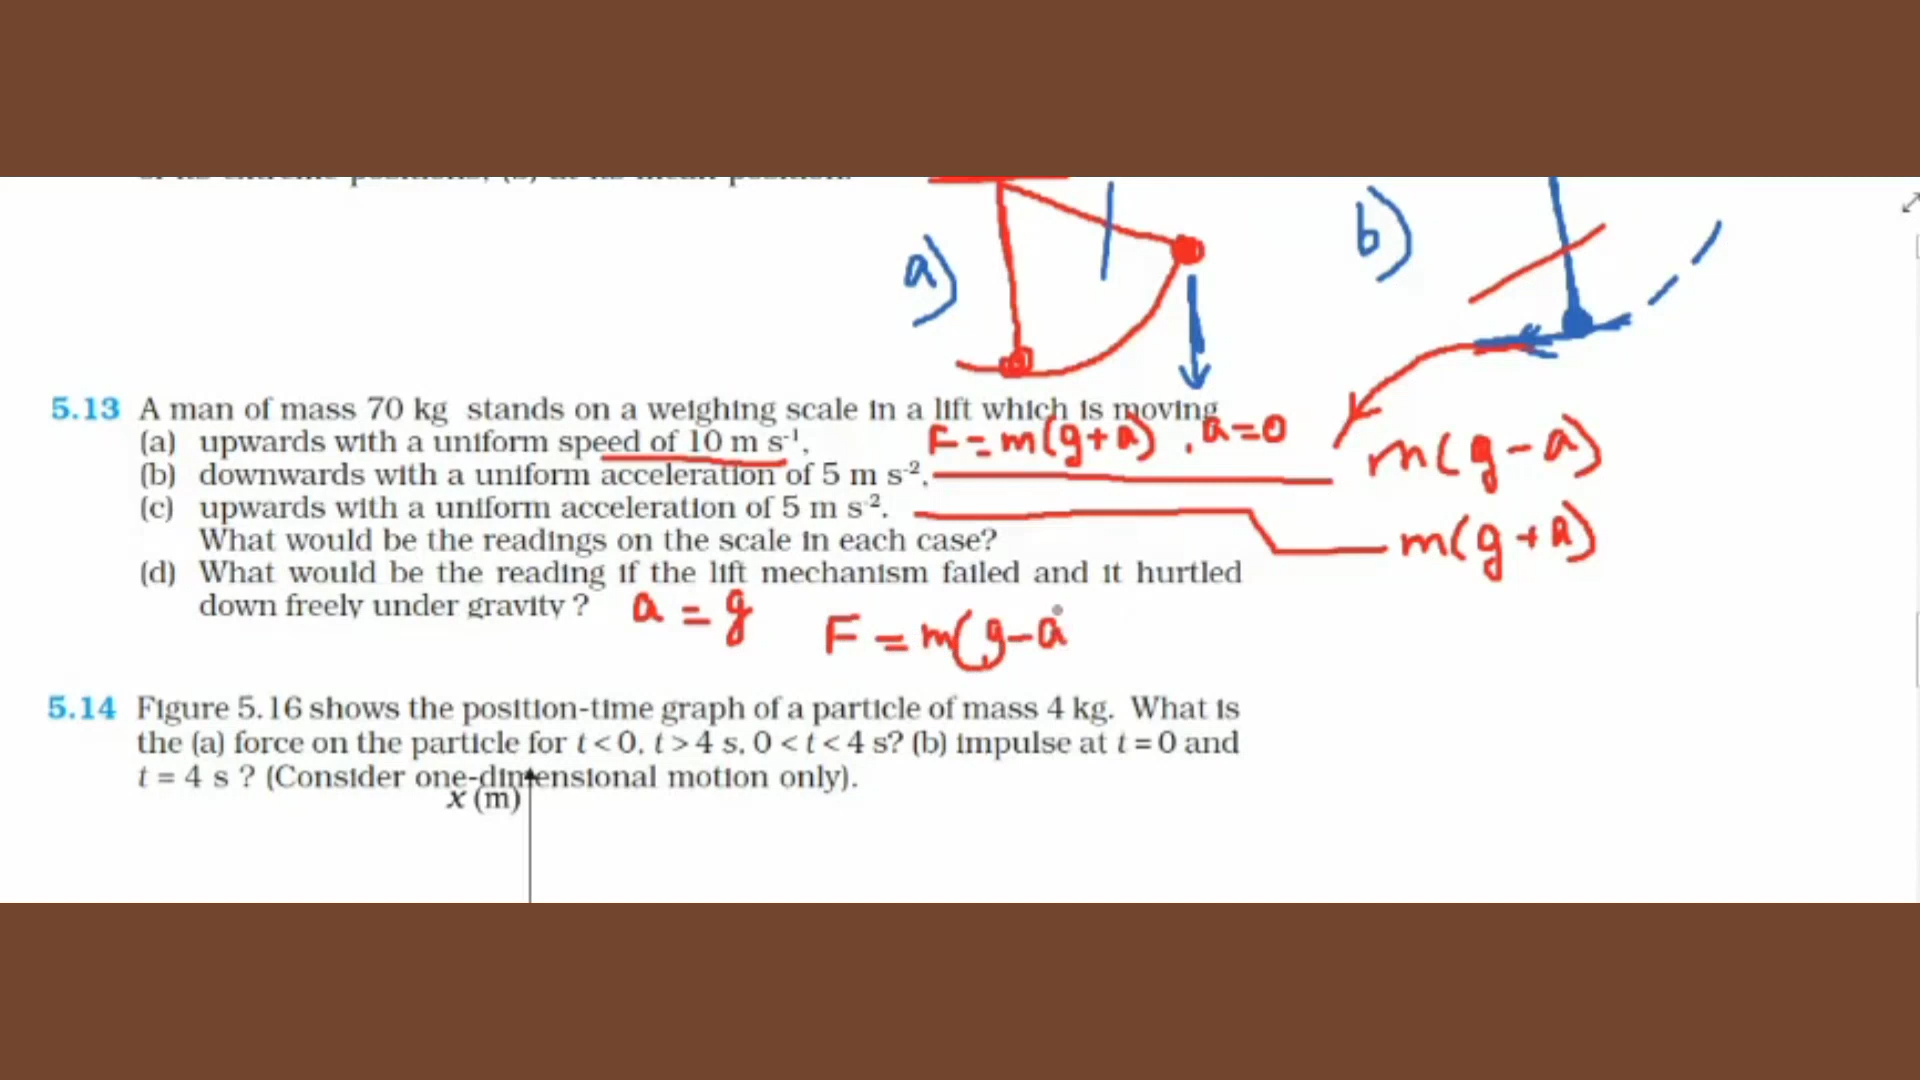 a)
b)
5.13 A man of mass 70 kg stands on a weighing scale in a lift which is moving
(a) upwards with a uniform speed of 10 m s⁻¹,
F = m(g+a) , a=0
(b) downwards with a uniform acceleration of 5 m s⁻²,
m(g-a)
(c) upwards with a uniform acceleration of 5 m s⁻².
m(g+a)
What would be the readings on the scale in each case?
(d) What would be the reading if the lift mechanism failed and it hurtled
down freely under gravity ?
a = g
F = m(g-a
5.14 Figure 5.16 shows the position-time graph of a particle of mass 4 kg. What is
the (a) force on the particle for t < 0, t > 4 s, 0 < t < 4 s? (b) impulse at t = 0 and
t = 4 s ? (Consider one-dimensional motion only).
x (m)